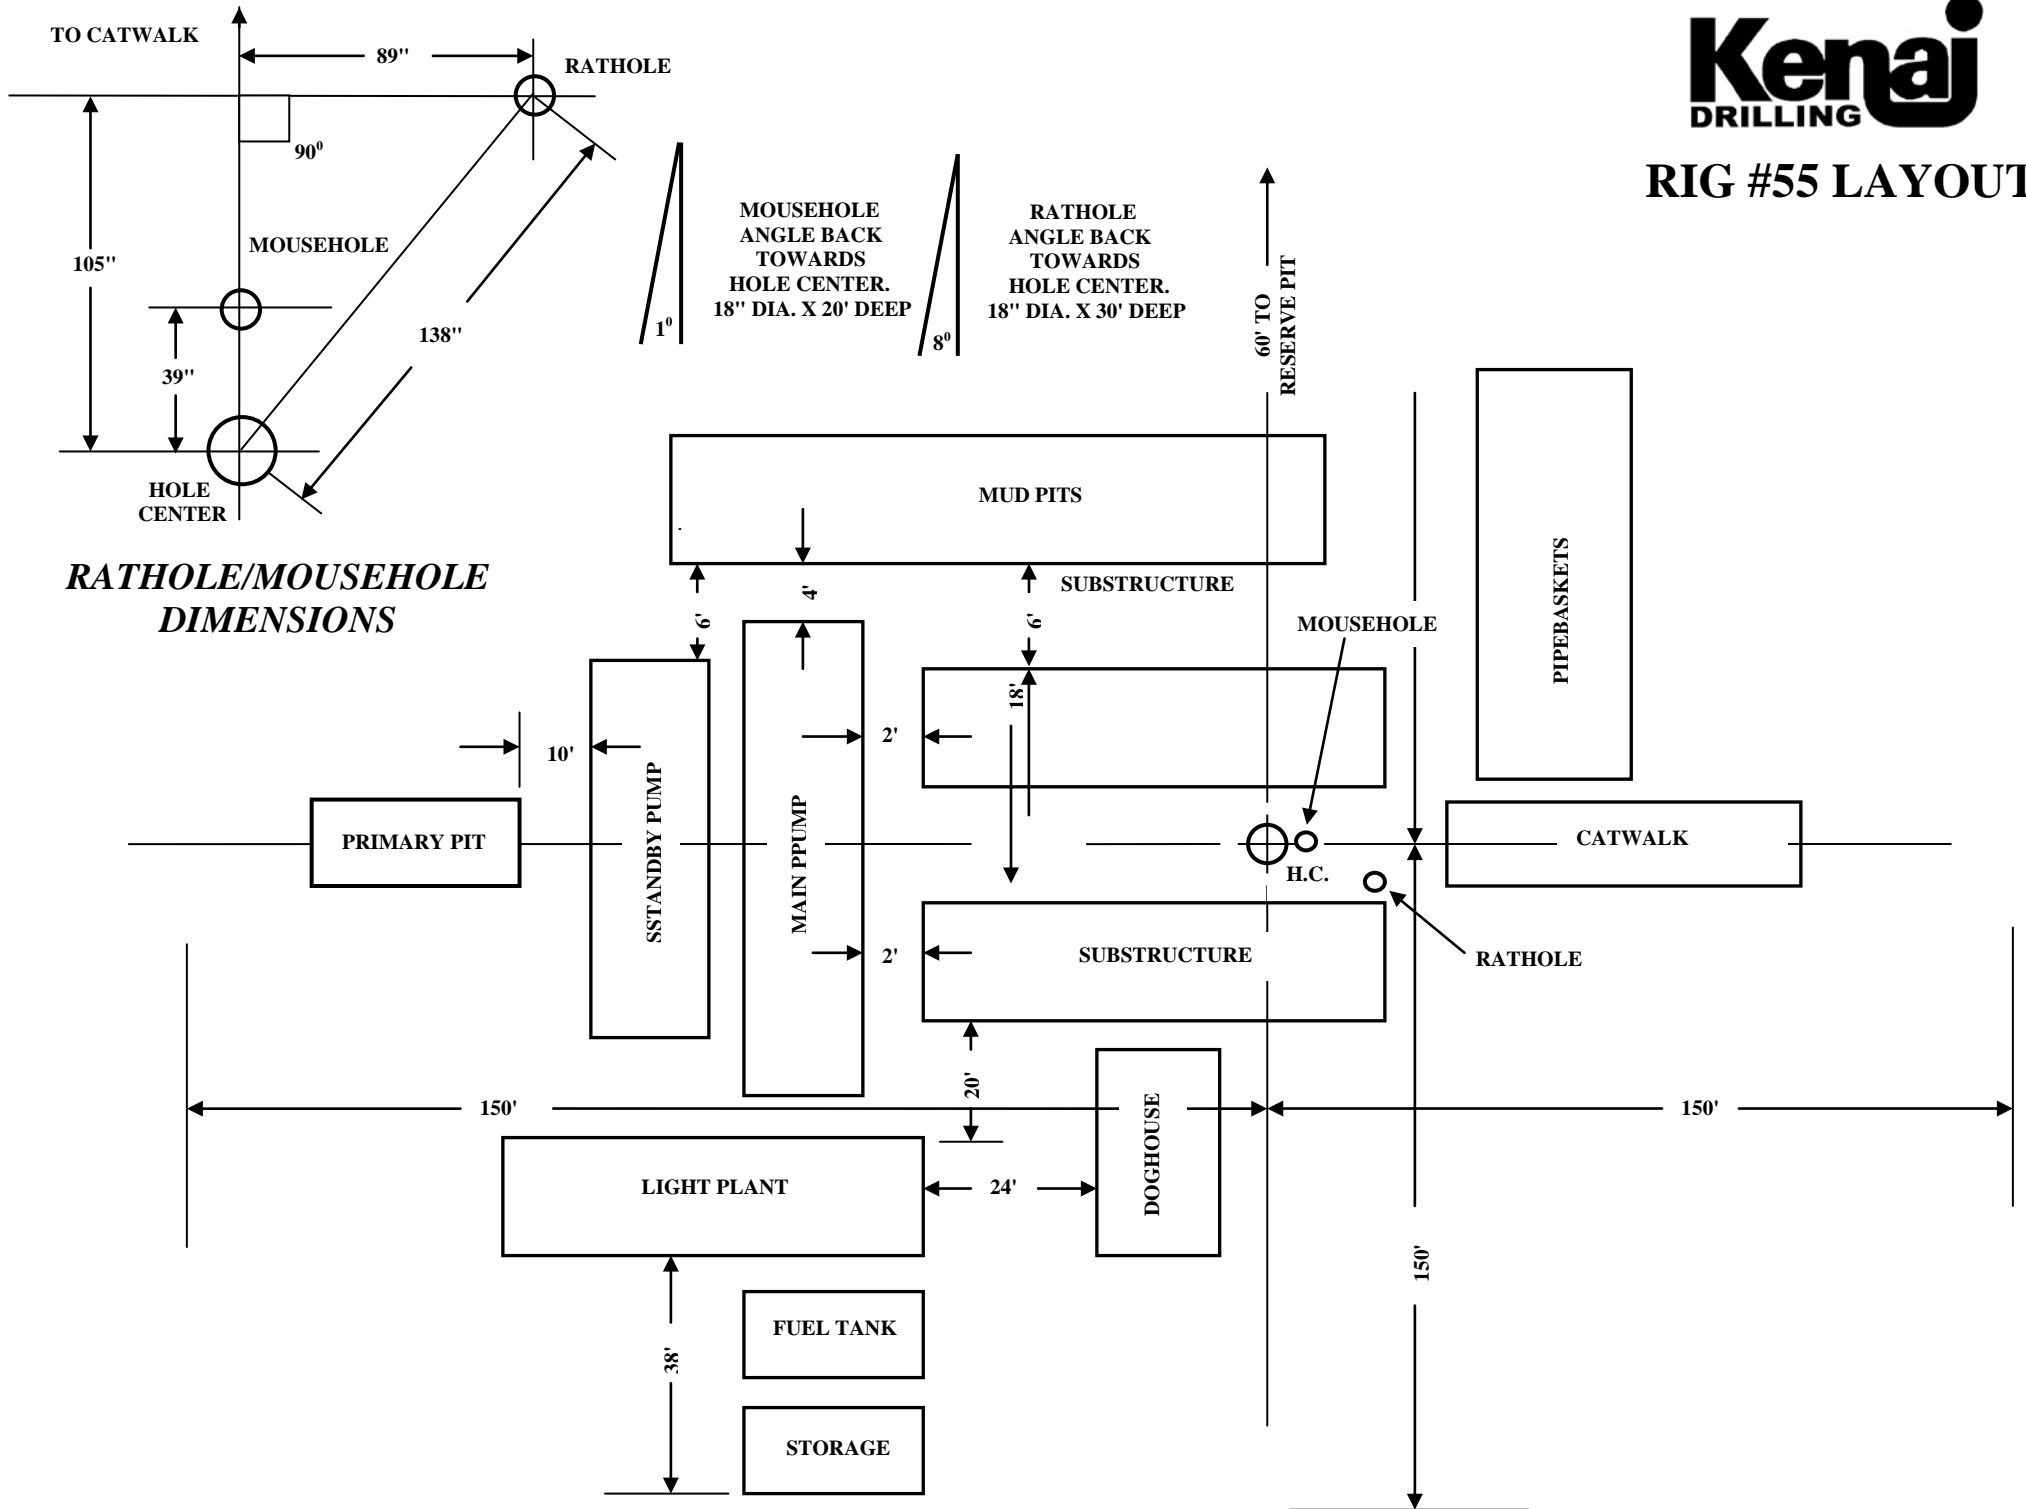 Kenai
DRILLING
RIG #55 LAYOUT
TO CATWALK
89"
RATHOLE
90⁰
MOUSEHOLE
105"
138"
39"
HOLE
CENTER
RATHOLE/MOUSEHOLE
DIMENSIONS
1⁰
MOUSEHOLE
ANGLE BACK
TOWARDS
HOLE CENTER.
18" DIA. X 20' DEEP
8⁰
RATHOLE
ANGLE BACK
TOWARDS
HOLE CENTER.
18" DIA. X 30' DEEP
60' TO
RESERVE PIT
MUD PITS
PIPEBASKETS
SUBSTRUCTURE
4'
6'
6'
MOUSEHOLE
18'
2'
10'
SSTANDBY PUMP
MAIN PPUMP
PRIMARY PIT
CATWALK
H.C.
2'
SUBSTRUCTURE
RATHOLE
20'
150'
150'
DOGHOUSE
LIGHT PLANT
24'
150'
FUEL TANK
38'
STORAGE